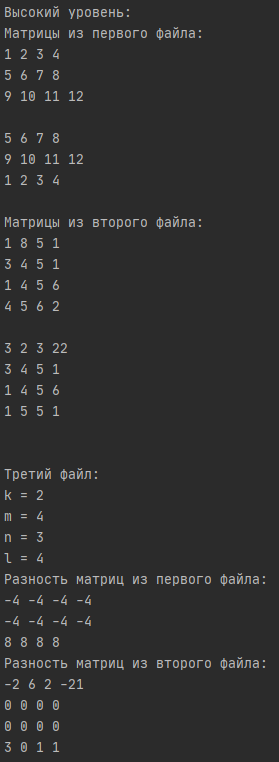 Высокий уровень:
Матрицы из первого файла:
1 2 3 4
5 6 7 8
9 10 11 12
5 6 7 8
9 10 11 12
1 2 3 4
Матрицы из второго файла:
1 8 5 1
3 4 5 1
1 4 5 6
4 5 6 2
3 2 3 22
3 4 5 1
1 4 5 6
1 5 5 1
Третий файл:
k = 2
m = 4
n = 3
l = 4
Разность матриц из первого файла:
-4 -4 -4 -4
-4 -4 -4 -4
8 8 8 8
Разность матриц из второго файла:
-2 6 2 -21
0 0 0 0
0 0 0 0
3 0 1 1